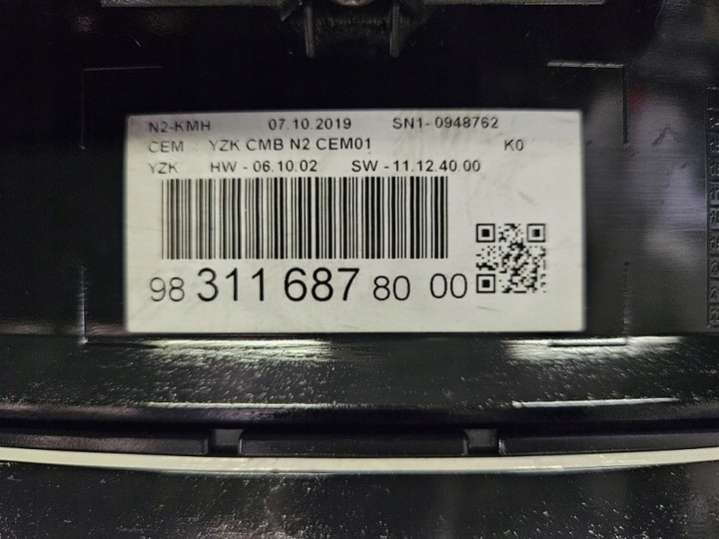 N2-KMH 07.10.2019 SN1-0948762
CEM YZK CMB N2 CEM01 K0
YZK HW - 06.10.02 SW - 11.12.40.00
98 311 687 80 00